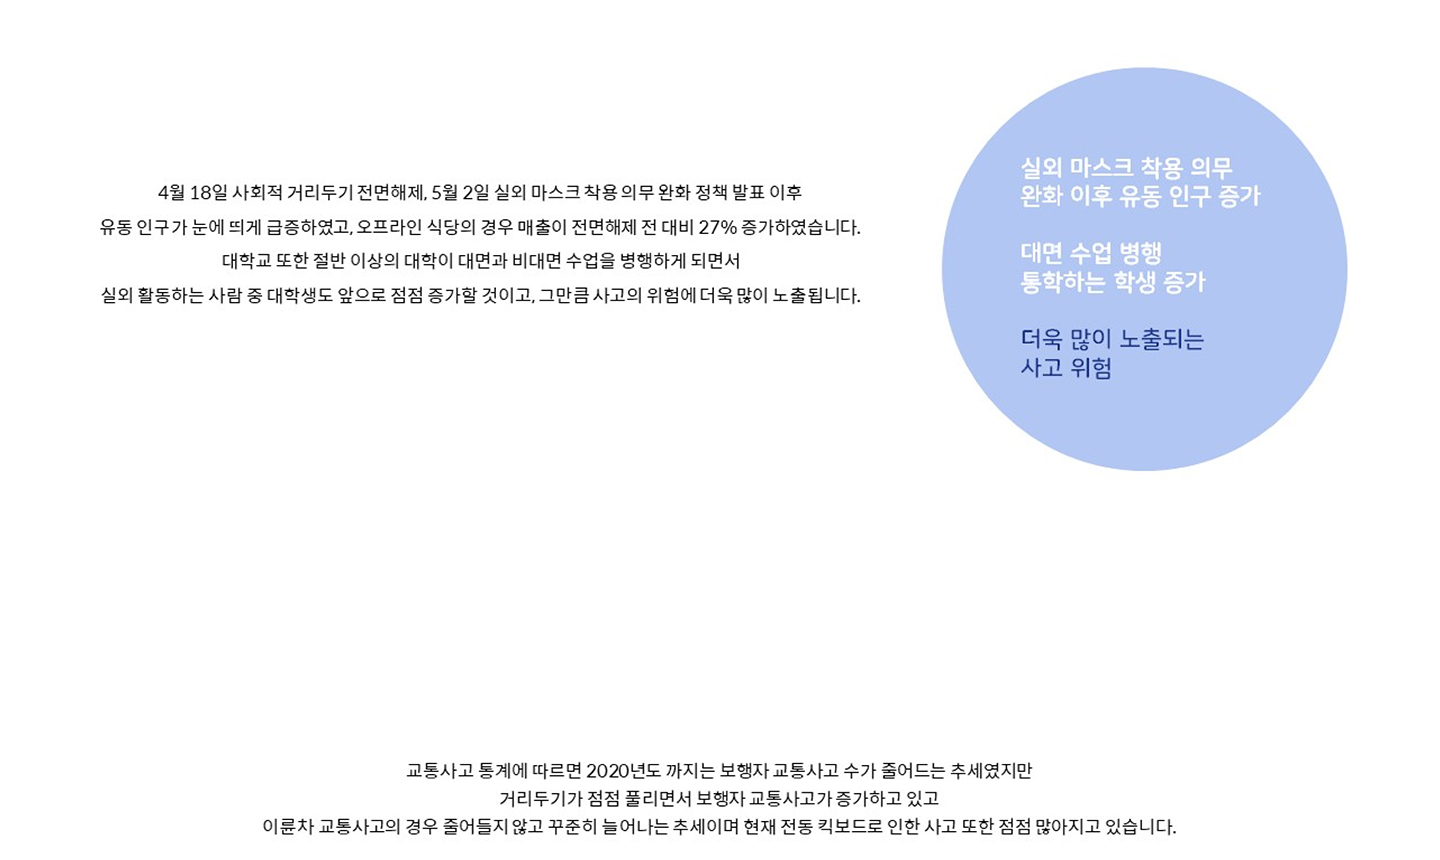 4월 18일 사회적 거리두기 전면해제, 5월 2일 실외 마스크 착용 의무 완화 정책 발표 이후
유동 인구가 눈에 띄게 급증하였고, 오프라인 식당의 경우 매출이 전면해제 전 대비 27% 증가하였습니다.
대학교 또한 절반 이상의 대학이 대면과 비대면 수업을 병행하게 되면서
실외 활동하는 사람 중 대학생도 앞으로 점점 증가할 것이고, 그만큼 사고의 위험에 더욱 많이 노출됩니다.
실외 마스크 착용 의무
완화 이후 유동 인구 증가
대면 수업 병행
통학하는 학생 증가
더욱 많이 노출되는
사고 위험
교통사고 통계에 따르면 2020년도 까지는 보행자 교통사고 수가 줄어드는 추세였지만
거리두기가 점점 풀리면서 보행자 교통사고가 증가하고 있고
이륜차 교통사고의 경우 줄어들지 않고 꾸준히 늘어나는 추세이며 현재 전동 킥보드로 인한 사고 또한 점점 많아지고 있습니다.